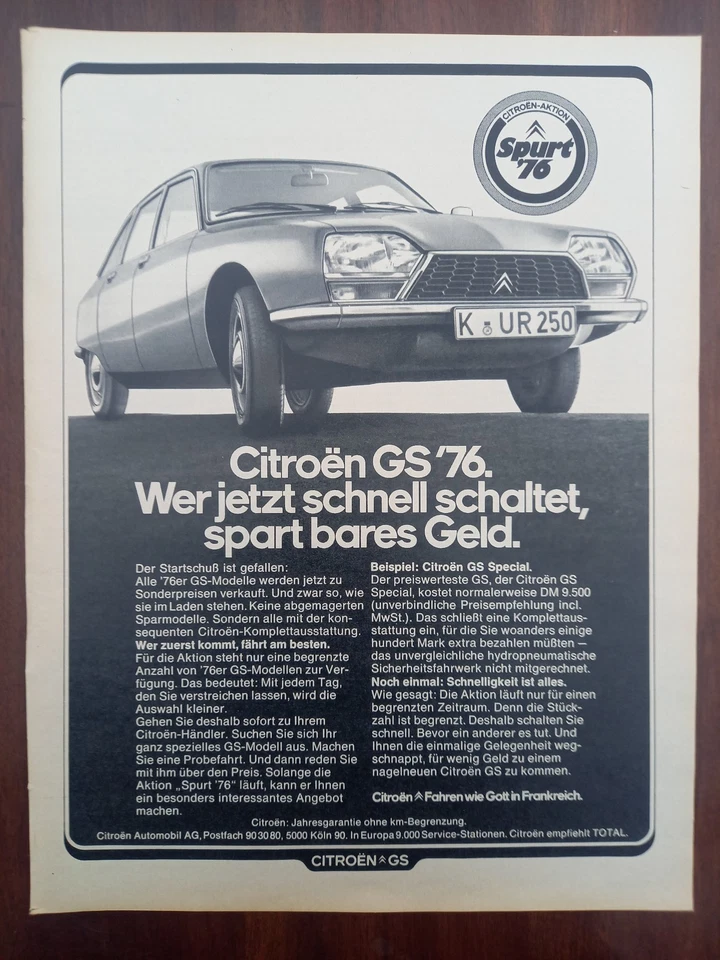 CITROËN-AKTION
Spurt
'76
K UR 250
Citroën GS '76.
Wer jetzt schnell schaltet,
spart bares Geld.
Der Startschuß ist gefallen:
Alle '76er GS-Modelle werden jetzt zu
Sonderpreisen verkauft. Und zwar so, wie
sie im Laden stehen. Keine abgemagerten
Sparmodelle. Sondern alle mit der kon-
sequenten Citroën-Komplettausstattung.
Wer zuerst kommt, fährt am besten.
Für die Aktion steht nur eine begrenzte
Anzahl von '76er GS-Modellen zur Ver-
fügung. Das bedeutet: Mit jedem Tag,
den Sie verstreichen lassen, wird die
Auswahl kleiner.
Gehen Sie deshalb sofort zu Ihrem
Citroën-Händler. Suchen Sie sich Ihr
ganz spezielles GS-Modell aus. Machen
Sie eine Probefahrt. Und dann reden Sie
mit ihm über den Preis. Solange die
Aktion „Spurt '76" läuft, kann er Ihnen
ein besonders interessantes Angebot
machen.
Beispiel: Citroën GS Special.
Der preiswerteste GS, der Citroën GS
Special, kostet normalerweise DM 9.500
(unverbindliche Preisempfehlung incl.
MwSt.). Das schließt eine Komplettaus-
stattung ein, für die Sie woanders einige
hundert Mark extra bezahlen müßten –
das unvergleichliche hydropneumatische
Sicherheitsfahrwerk nicht mitgerechnet.
Noch einmal: Schnelligkeit ist alles.
Wie gesagt: Die Aktion läuft nur für einen
begrenzten Zeitraum. Denn die Stück-
zahl ist begrenzt. Deshalb schalten Sie
schnell. Bevor ein anderer es tut. Und
Ihnen die einmalige Gelegenheit weg-
schnappt, für wenig Geld zu einem
nagelneuen Citroën GS zu kommen.
Citroën Fahren wie Gott in Frankreich.
Citroën: Jahresgarantie ohne km-Begrenzung.
Citroën Automobil AG, Postfach 90 30 80, 5000 Köln 90. In Europa 9.000 Service-Stationen. Citroën empfiehlt TOTAL.
CITROËN GS